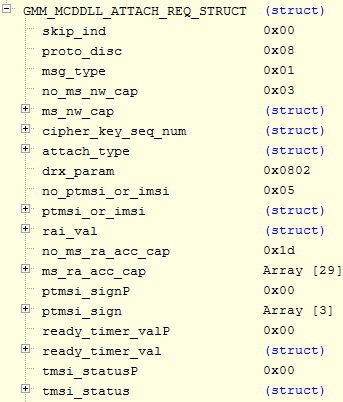 GMM_MCDDLL_ATTACH_REQ_STRUCT (struct)
skip_ind 0x00
proto_disc 0x08
msg_type 0x01
no_ms_nw_cap 0x03
ms_nw_cap (struct)
cipher_key_seq_num (struct)
attach_type (struct)
drx_param 0x0802
no_ptmsi_or_imsi 0x05
ptmsi_or_imsi (struct)
rai_val (struct)
no_ms_ra_acc_cap 0x1d
ms_ra_acc_cap Array [29]
ptmsi_signP 0x00
ptmsi_sign Array [3]
ready_timer_valP 0x00
ready_timer_val (struct)
tmsi_statusP 0x00
tmsi_status (struct)